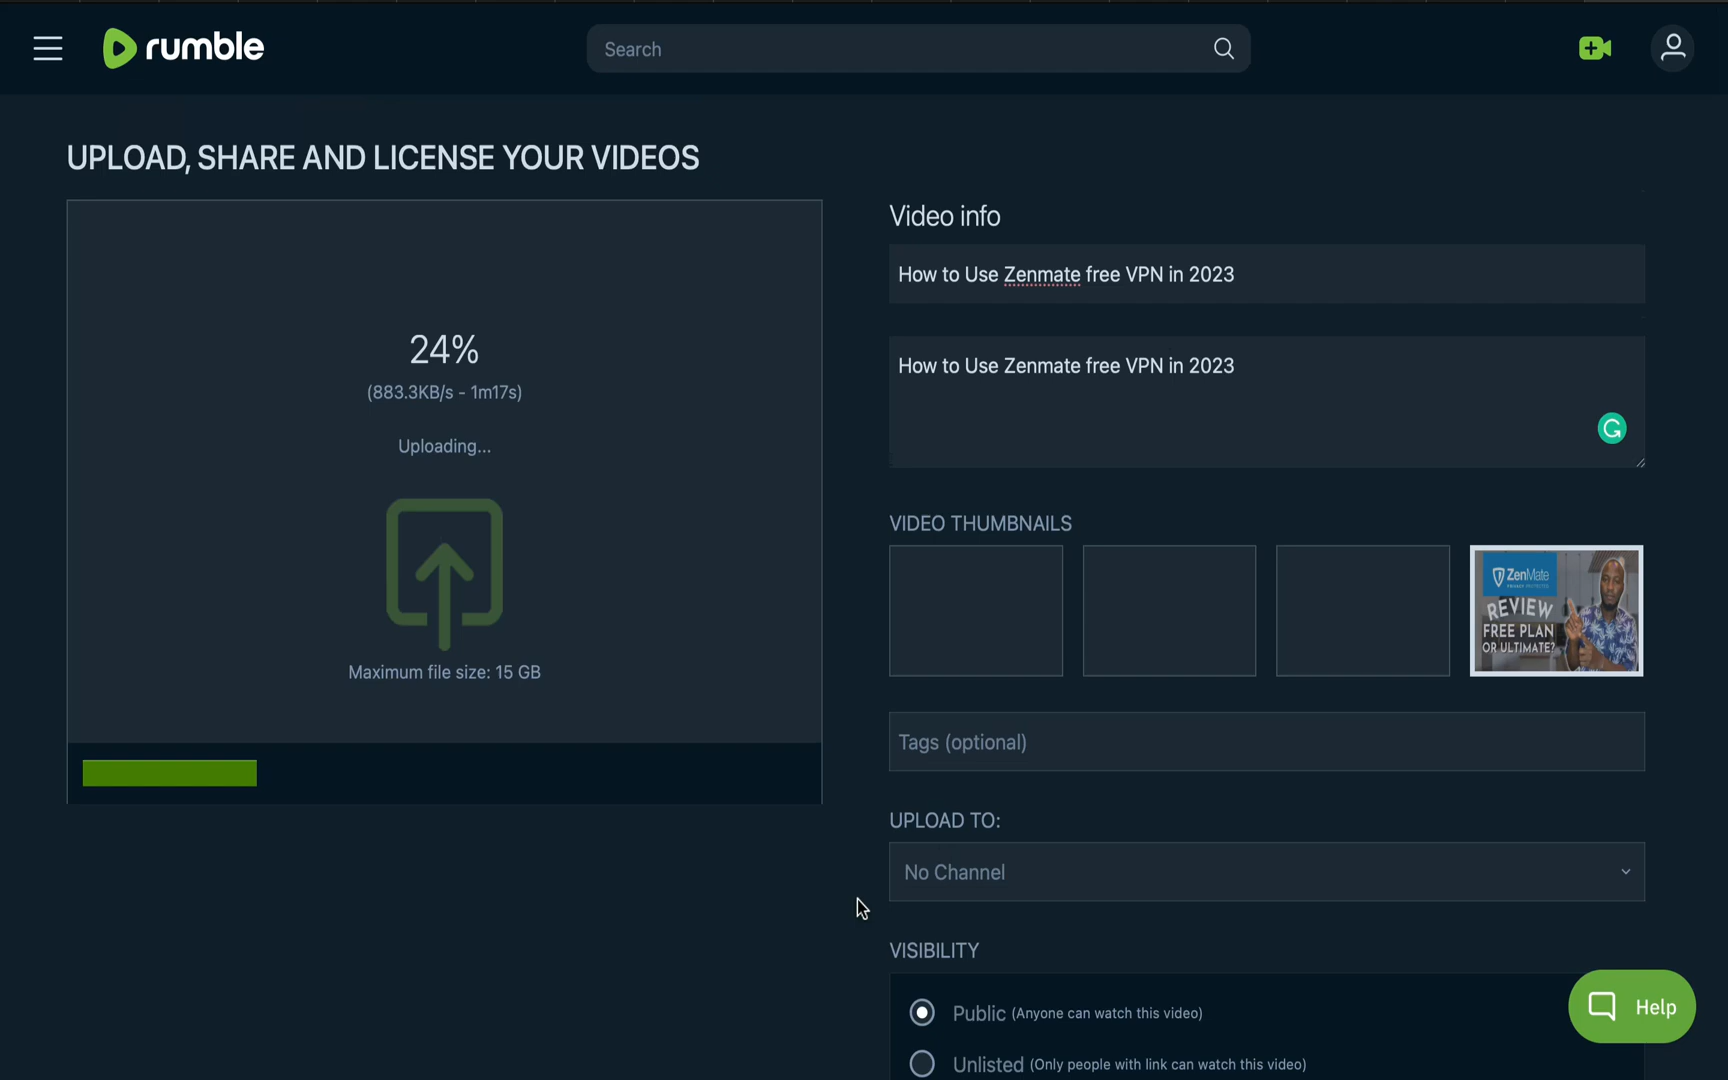 rumble
Search
UPLOAD, SHARE AND LICENSE YOUR VIDEOS
24%
(883.3KB/s - 1m17s)
Uploading...
Maximum file size: 15 GB
Video info
How to Use Zenmate free VPN in 2023
How to Use Zenmate free VPN in 2023
VIDEO THUMBNAILS
ZenMate
REVIEW
FREE PLAN
OR ULTIMATE?
Tags (optional)
UPLOAD TO:
No Channel
VISIBILITY
Public (Anyone can watch this video)
Unlisted (Only people with link can watch this video)
Help